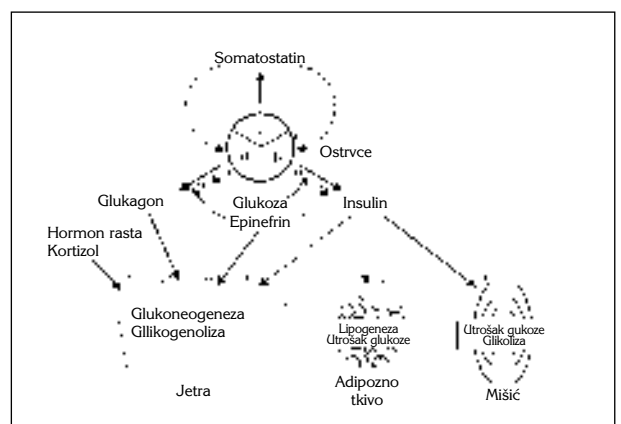 Somatostatin
Ostrvce
Glukagon
Glukoza
Epinefrin
Insulin
Hormon rasta
Kortizol
Glukoneogeneza
Gllikogenoliza
Lipogeneza
Utrošak glukoze
Utrošak gukoze
Glikoliza
Jetra
Adipozno
tkivo
Mišić